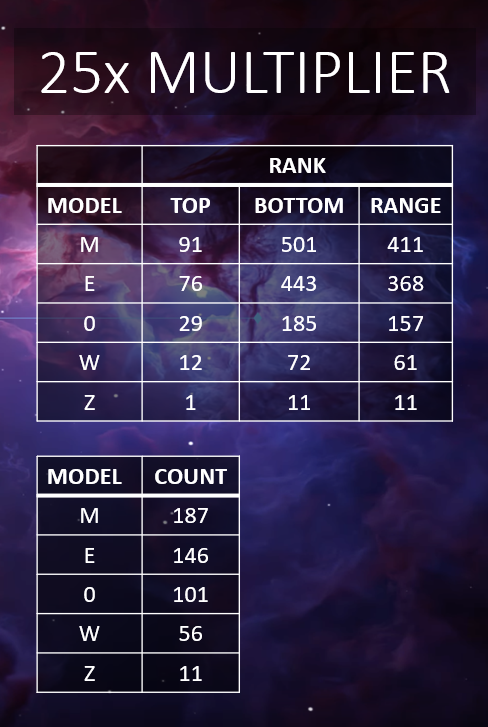 25x MULTIPLIER
RANK
MODEL TOP BOTTOM RANGE
M 91 501 411
E 76 443 368
0 29 185 157
W 12 72 61
Z 1 11 11
MODEL COUNT
M 187
E 146
0 101
W 56
Z 11